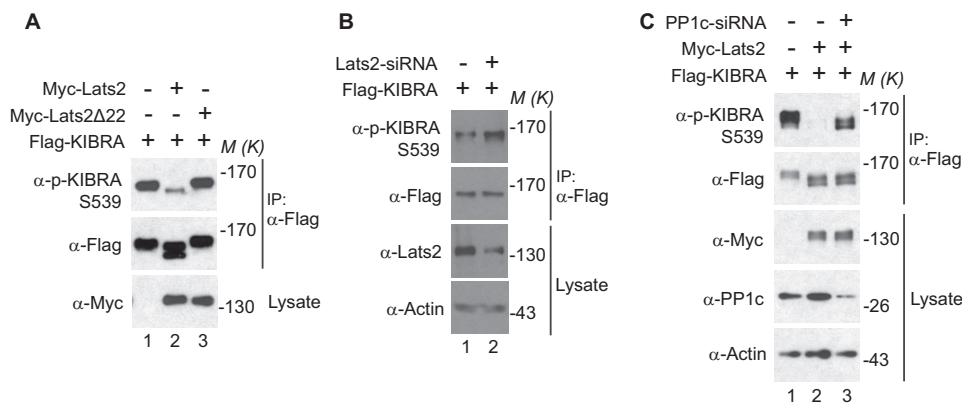 A
Myc-Lats2 - + -
Myc-Lats2Δ22 - - +
Flag-KIBRA + + + M (K)
α-p-KIBRA
S539
-170
α-Flag
-170
IP:
α-Flag
α-Myc
-130
Lysate
1 2 3
B
Lats2-siRNA - +
Flag-KIBRA + + M (K)
α-p-KIBRA
S539
-170
α-Flag
-170
IP:
α-Flag
α-Lats2
-130
α-Actin
-43
Lysate
1 2
C
PP1c-siRNA - - +
Myc-Lats2 - + +
Flag-KIBRA + + + M (K)
α-p-KIBRA
S539
-170
α-Flag
-170
IP:
α-Flag
α-Myc
-130
α-PP1c
-26
Lysate
α-Actin
-43
1 2 3